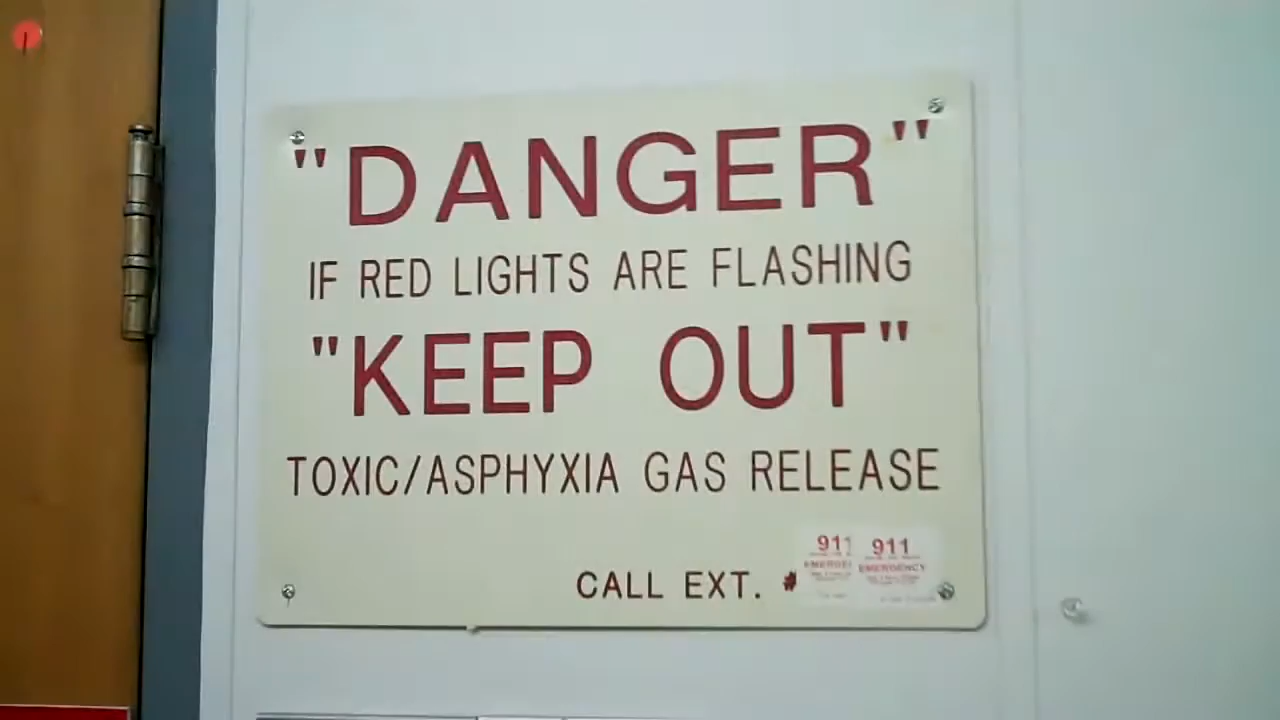 "DANGER"
IF RED LIGHTS ARE FLASHING
"KEEP OUT"
TOXIC/ASPHYXIA GAS RELEASE
CALL EXT. #
911 911
EMERGENCY